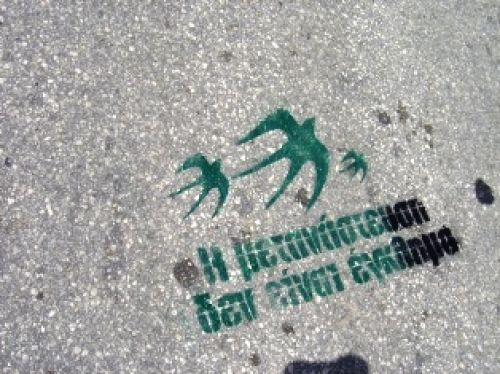 Η μετανάστευση
δεν είναι έγκλημα